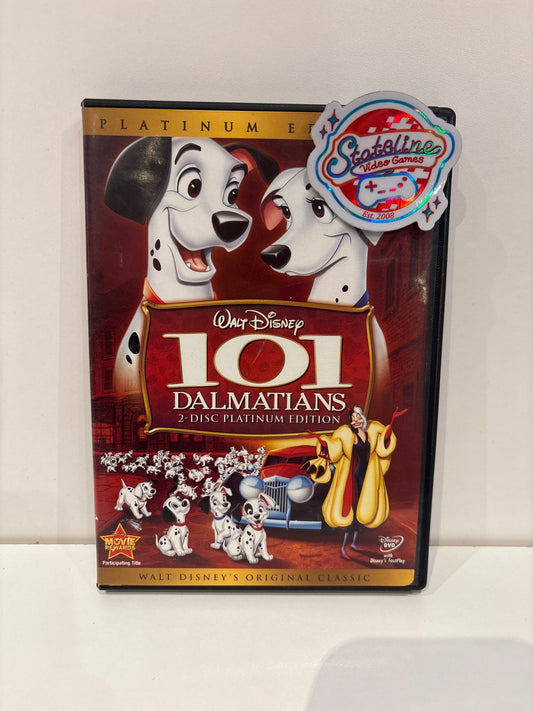 PLATINUM E
Stateline
Video Games
Est. 2008
WALT DISNEY
101
DALMATIANS
2-DISC PLATINUM EDITION
Disney
MOVIE
REWARDS
Participating Title
Disney
DVD
with
Disney's FastPlay
WALT DISNEY'S ORIGINAL CLASSIC